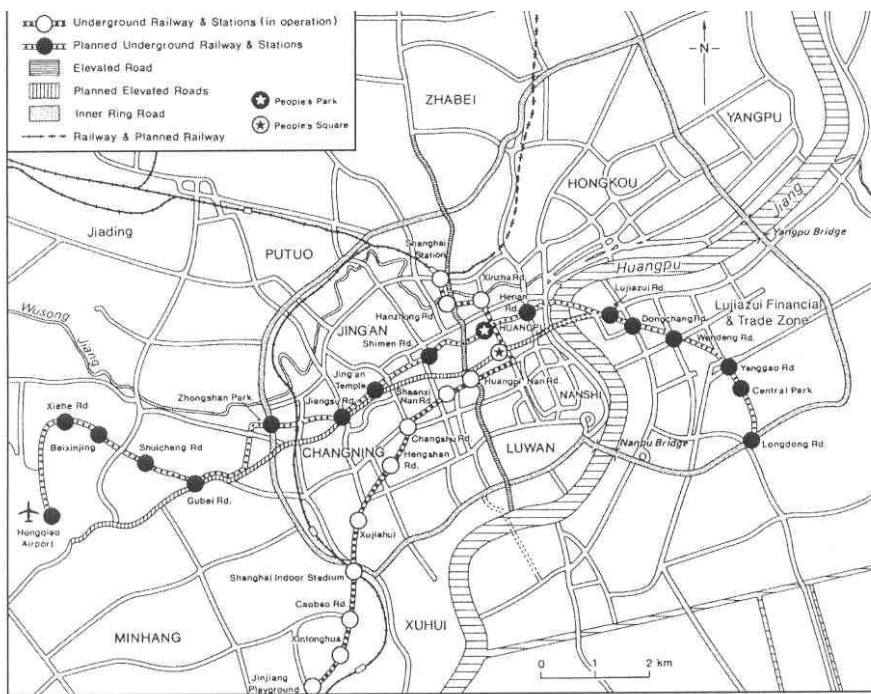 Underground Railway & Stations (in operation)
Planned Underground Railway & Stations
Elevated Road
Planned Elevated Roads
Inner Ring Road
Railway & Planned Railway
People's Park
People's Square
-N-
ZHABEI
YANGPU
HONGKOU
Jiang
Yangpu Bridge
Jiading
PUTUO
Shanghai
Station
Xinzha Rd.
Huangpu
Lujiazui Rd.
Henan
Rd.
Hanzhong Rd.
HUANGPU
Dongchang Rd.
Lujiazui Financial
& Trade Zone
Wusong
Jiang
JING'AN
Shimen Rd.
Wendeng Rd.
Jing'an
Temple
Yanggao Rd
Zhongshan Park
Jiangsu Rd.
Shaanxi
Nan Rd.
Huangpi Nan Rd.
NANSHI
Central Park
Xiehe Rd
Beixinjing
Shuicheng Rd
CHANGNING
Changshu Rd.
Hengshan
Rd.
LUWAN
Nanpu Bridge
Longdong Rd.
Gubei Rd.
Hongqiao
Airport
Xujiahui
Shanghai Indoor Stadium
Caobao Rd.
XUHUI
MINHANG
Xinlonghua
Jinjiang
Playground
0 1 2 km